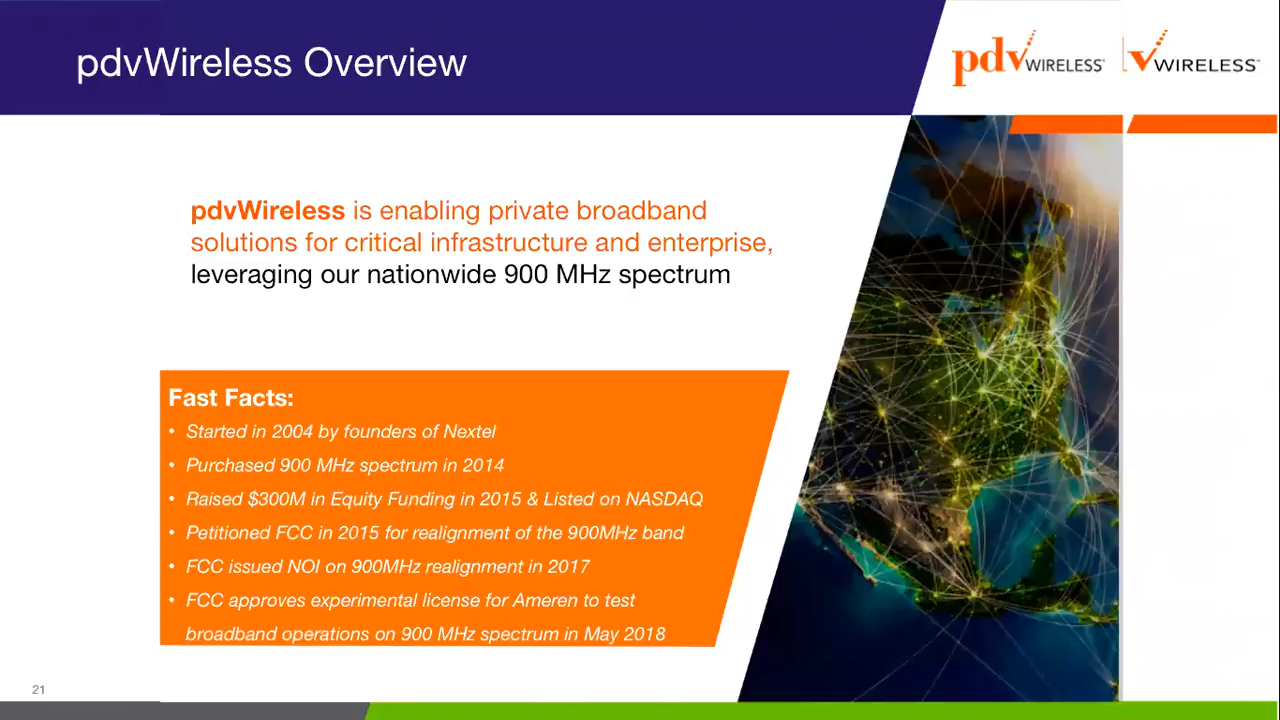 pdvWireless Overview
pdvWIRELESS
vWIRELESS
pdvWireless is enabling private broadband
solutions for critical infrastructure and enterprise,
leveraging our nationwide 900 MHz spectrum
Fast Facts:
• Started in 2004 by founders of Nextel
• Purchased 900 MHz spectrum in 2014
• Raised $300M in Equity Funding in 2015 & Listed on NASDAQ
• Petitioned FCC in 2015 for realignment of the 900MHz band
• FCC issued NOI on 900MHz realignment in 2017
• FCC approves experimental license for Ameren to test
broadband operations on 900 MHz spectrum in May 2018
21